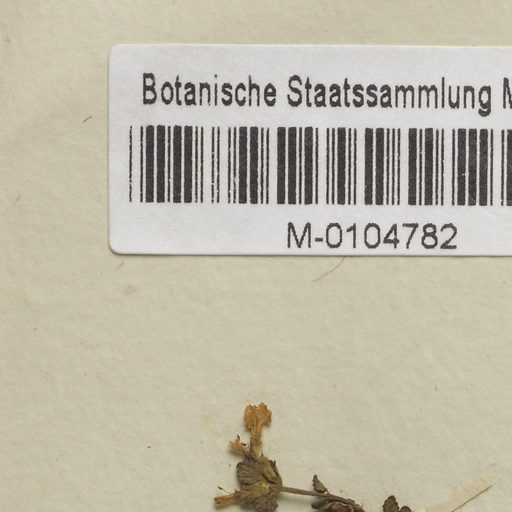 Botanische Staatssammlung M
M-0104782